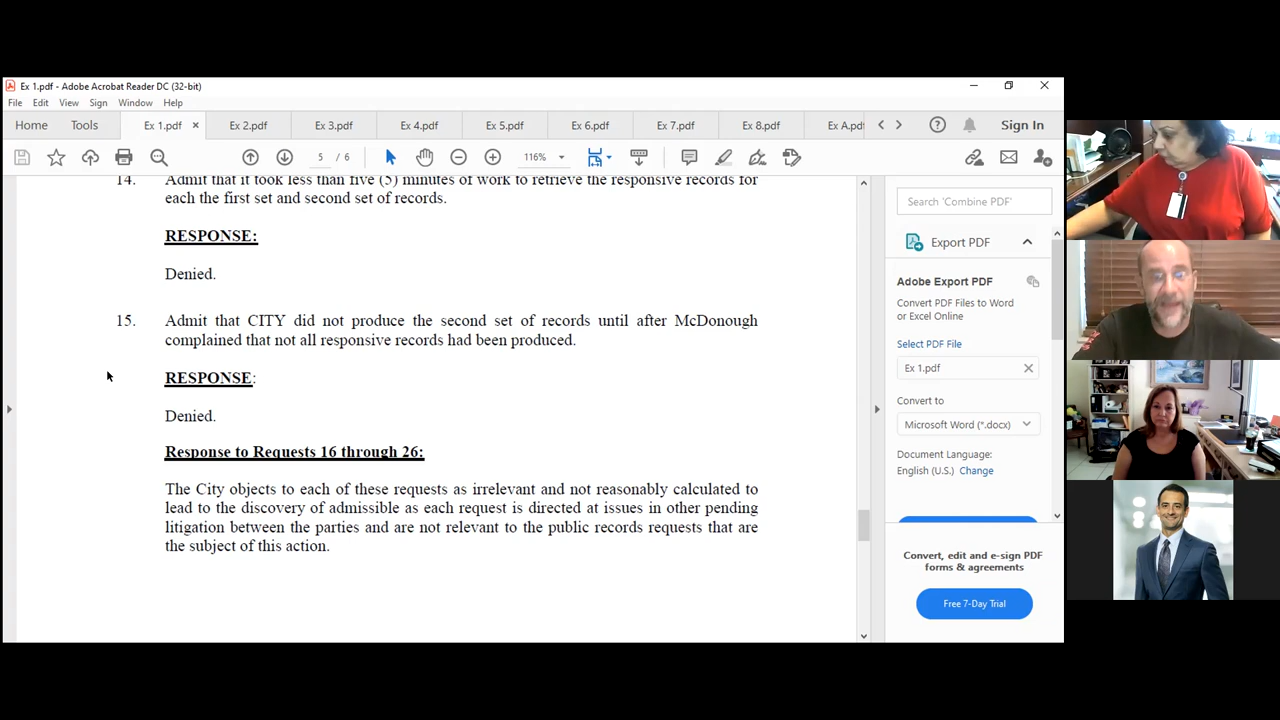 Ex 1.pdf - Adobe Acrobat Reader DC (32-bit)
File Edit View Sign Window Help
Home Tools Ex 1.pdf × Ex 2.pdf Ex 3.pdf Ex 4.pdf Ex 5.pdf Ex 6.pdf Ex 7.pdf Ex 8.pdf Ex A.pdf Sign In
5 / 6 116%
14. Admit that it took less than five (5) minutes of work to retrieve the responsive records for
each the first set and second set of records.
RESPONSE:
Denied.
15. Admit that CITY did not produce the second set of records until after McDonough
complained that not all responsive records had been produced.
RESPONSE:
Denied.
Response to Requests 16 through 26:
The City objects to each of these requests as irrelevant and not reasonably calculated to
lead to the discovery of admissible as each request is directed at issues in other pending
litigation between the parties and are not relevant to the public records requests that are
the subject of this action.
Search 'Combine PDF'
Export PDF
Adobe Export PDF
Convert PDF Files to Word
or Excel Online
Select PDF File
Ex 1.pdf
Convert to
Microsoft Word (*.docx)
Document Language:
English (U.S.) Change
Convert, edit and e-sign PDF
forms & agreements
Free 7-Day Trial